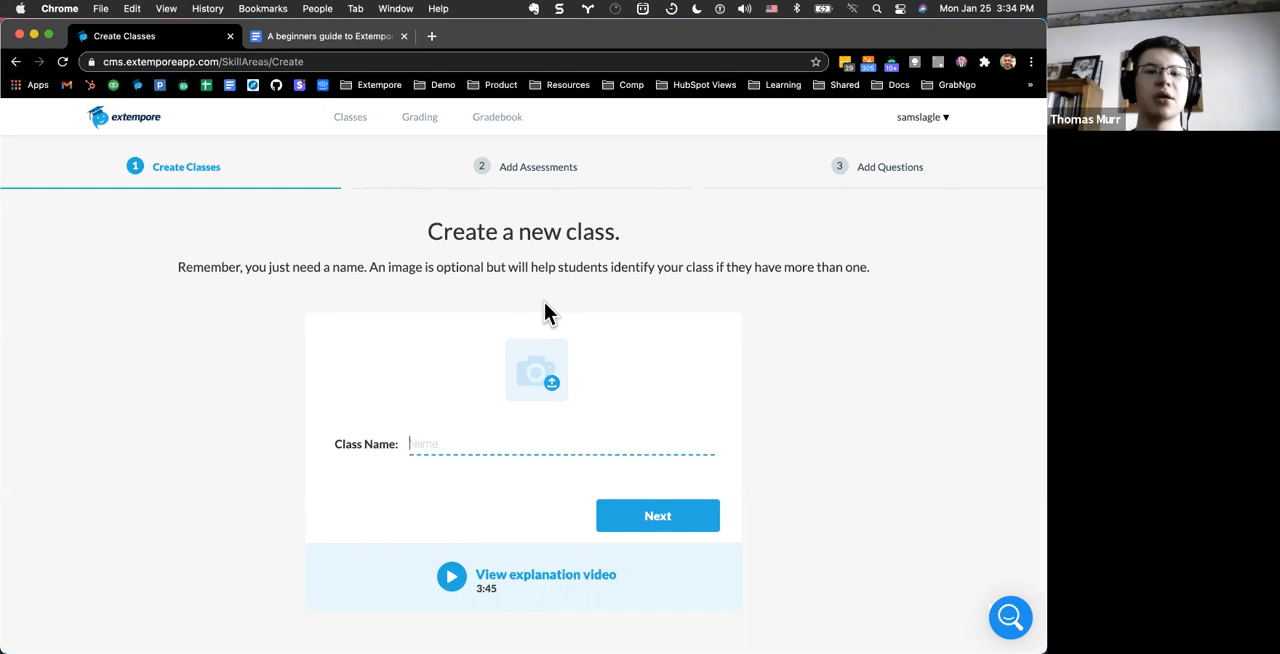 Chrome File Edit View History Bookmarks People Tab Window Help Mon Jan 25 3:34 PM
Create Classes A beginners guide to Extempor
cms.extemporeapp.com/SkillAreas/Create
Apps Extempore Demo Product Resources Comp HubSpot Views Learning Shared Docs GrabNgo »
extempore Classes Grading Gradebook samslagle
Thomas Murr
1 Create Classes 2 Add Assessments 3 Add Questions
Create a new class.
Remember, you just need a name. An image is optional but will help students identify your class if they have more than one.
Class Name: Name
Next
View explanation video
3:45